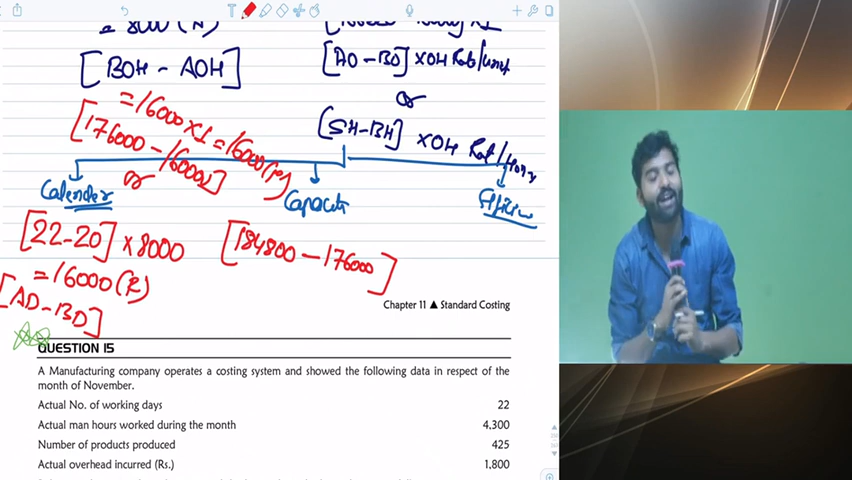 = 8000 (R)
[BOH - AOH]
[AO - BO] × OH Rate/unit
or
[SH - BH] × OH Rate/Hour
= 16000 × 1 = 16000 (F)
[176000 - 160000]
or
Calender
Capacity
[22 - 20] × 8000
= 16000 (F)
[AD - BD]
[184800 - 176000]
Chapter 11 ▲ Standard Costing
QUESTION 15
A Manufacturing company operates a costing system and showed the following data in respect of the
month of November.
Actual No. of working days 22
Actual man hours worked during the month 4,300
Number of products produced 425
Actual overhead incurred (Rs.) 1,800